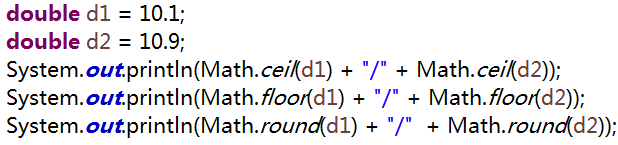 double d1 = 10.1;
double d2 = 10.9;
System.out.println(Math.ceil(d1) + "/" + Math.ceil(d2));
System.out.println(Math.floor(d1) + "/" + Math.floor(d2));
System.out.println(Math.round(d1) + "/"  + Math.round(d2));